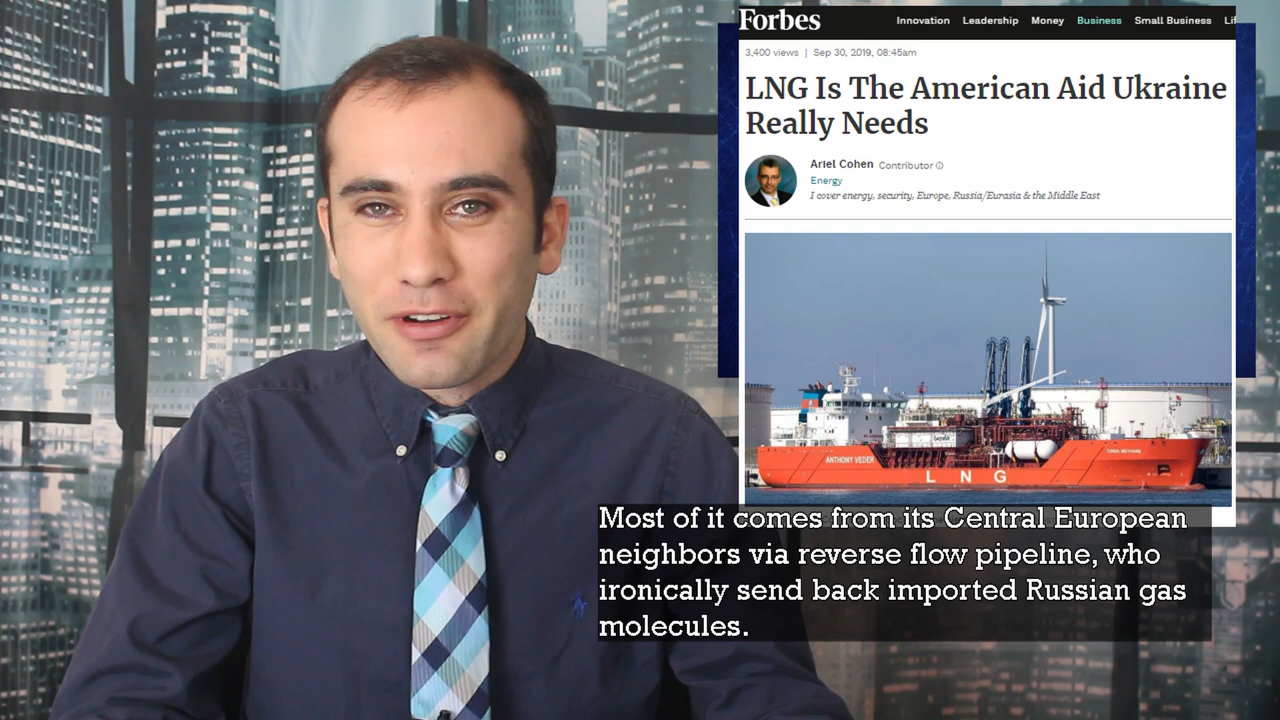 Forbes
Innovation Leadership Money Business Small Business
3,400 views | Sep 30, 2019, 08:45am
LNG Is The American Aid Ukraine
Really Needs
Ariel Cohen Contributor
Energy
I cover energy, security, Europe, Russia/Eurasia & the Middle East
ANTHONY VEDER
LNG
Most of it comes from its Central European
neighbors via reverse flow pipeline, who
ironically send back imported Russian gas
molecules.